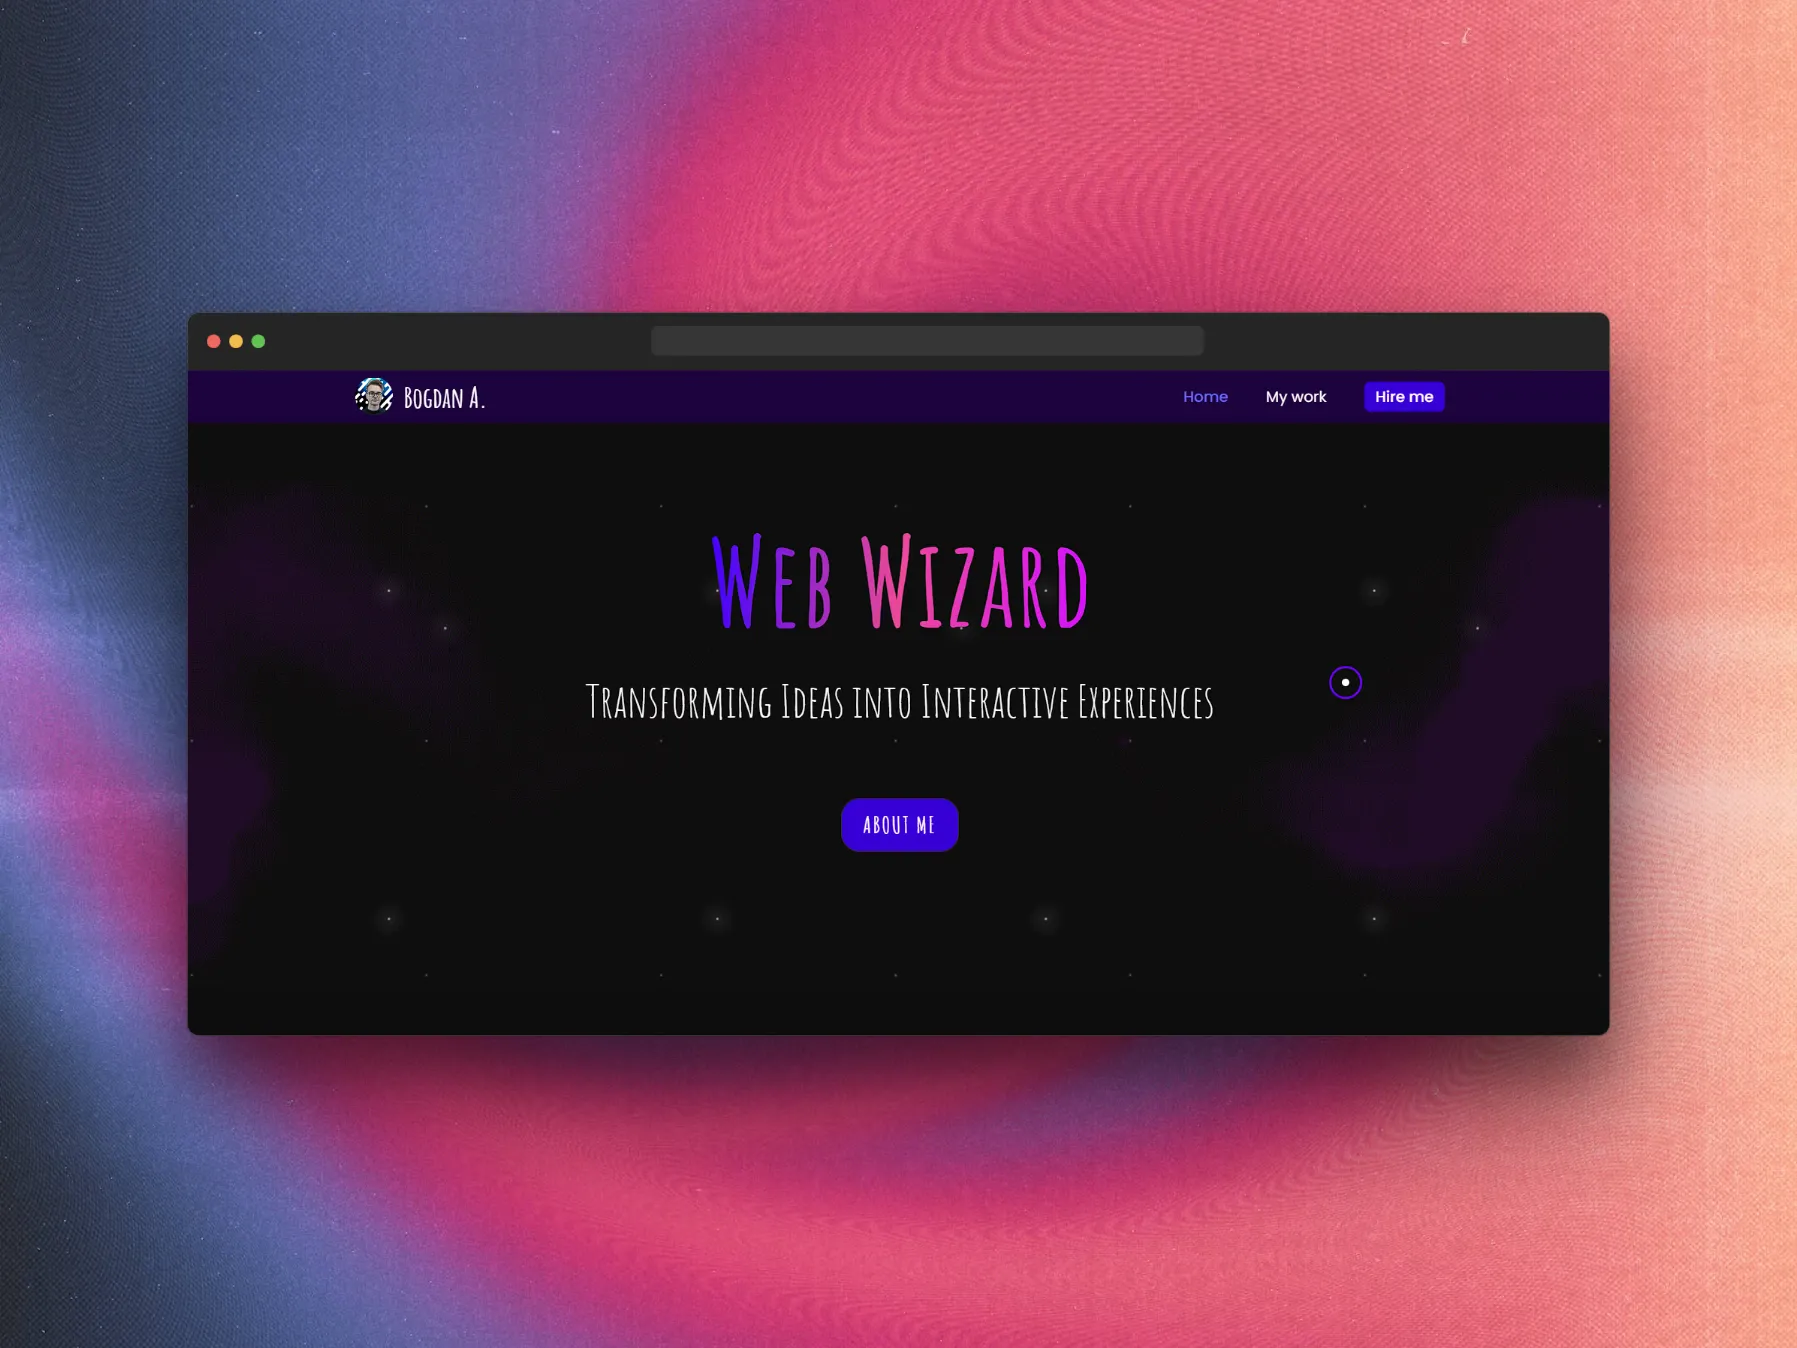 Bogdan A.
Home
My work
Hire me
Web Wizard
Transforming Ideas into Interactive Experiences
ABOUT ME